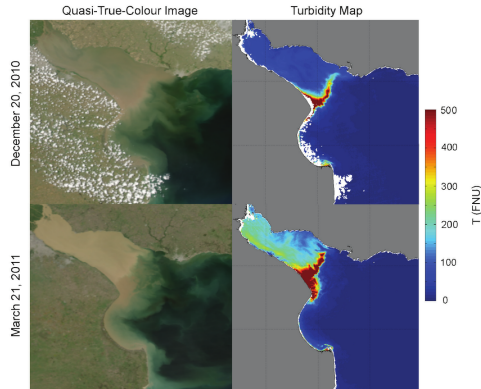 Quasi-True-Colour Image
Turbidity Map
December 20, 2010
March 21, 2011
500
400
300
200
100
0
T (FNU)